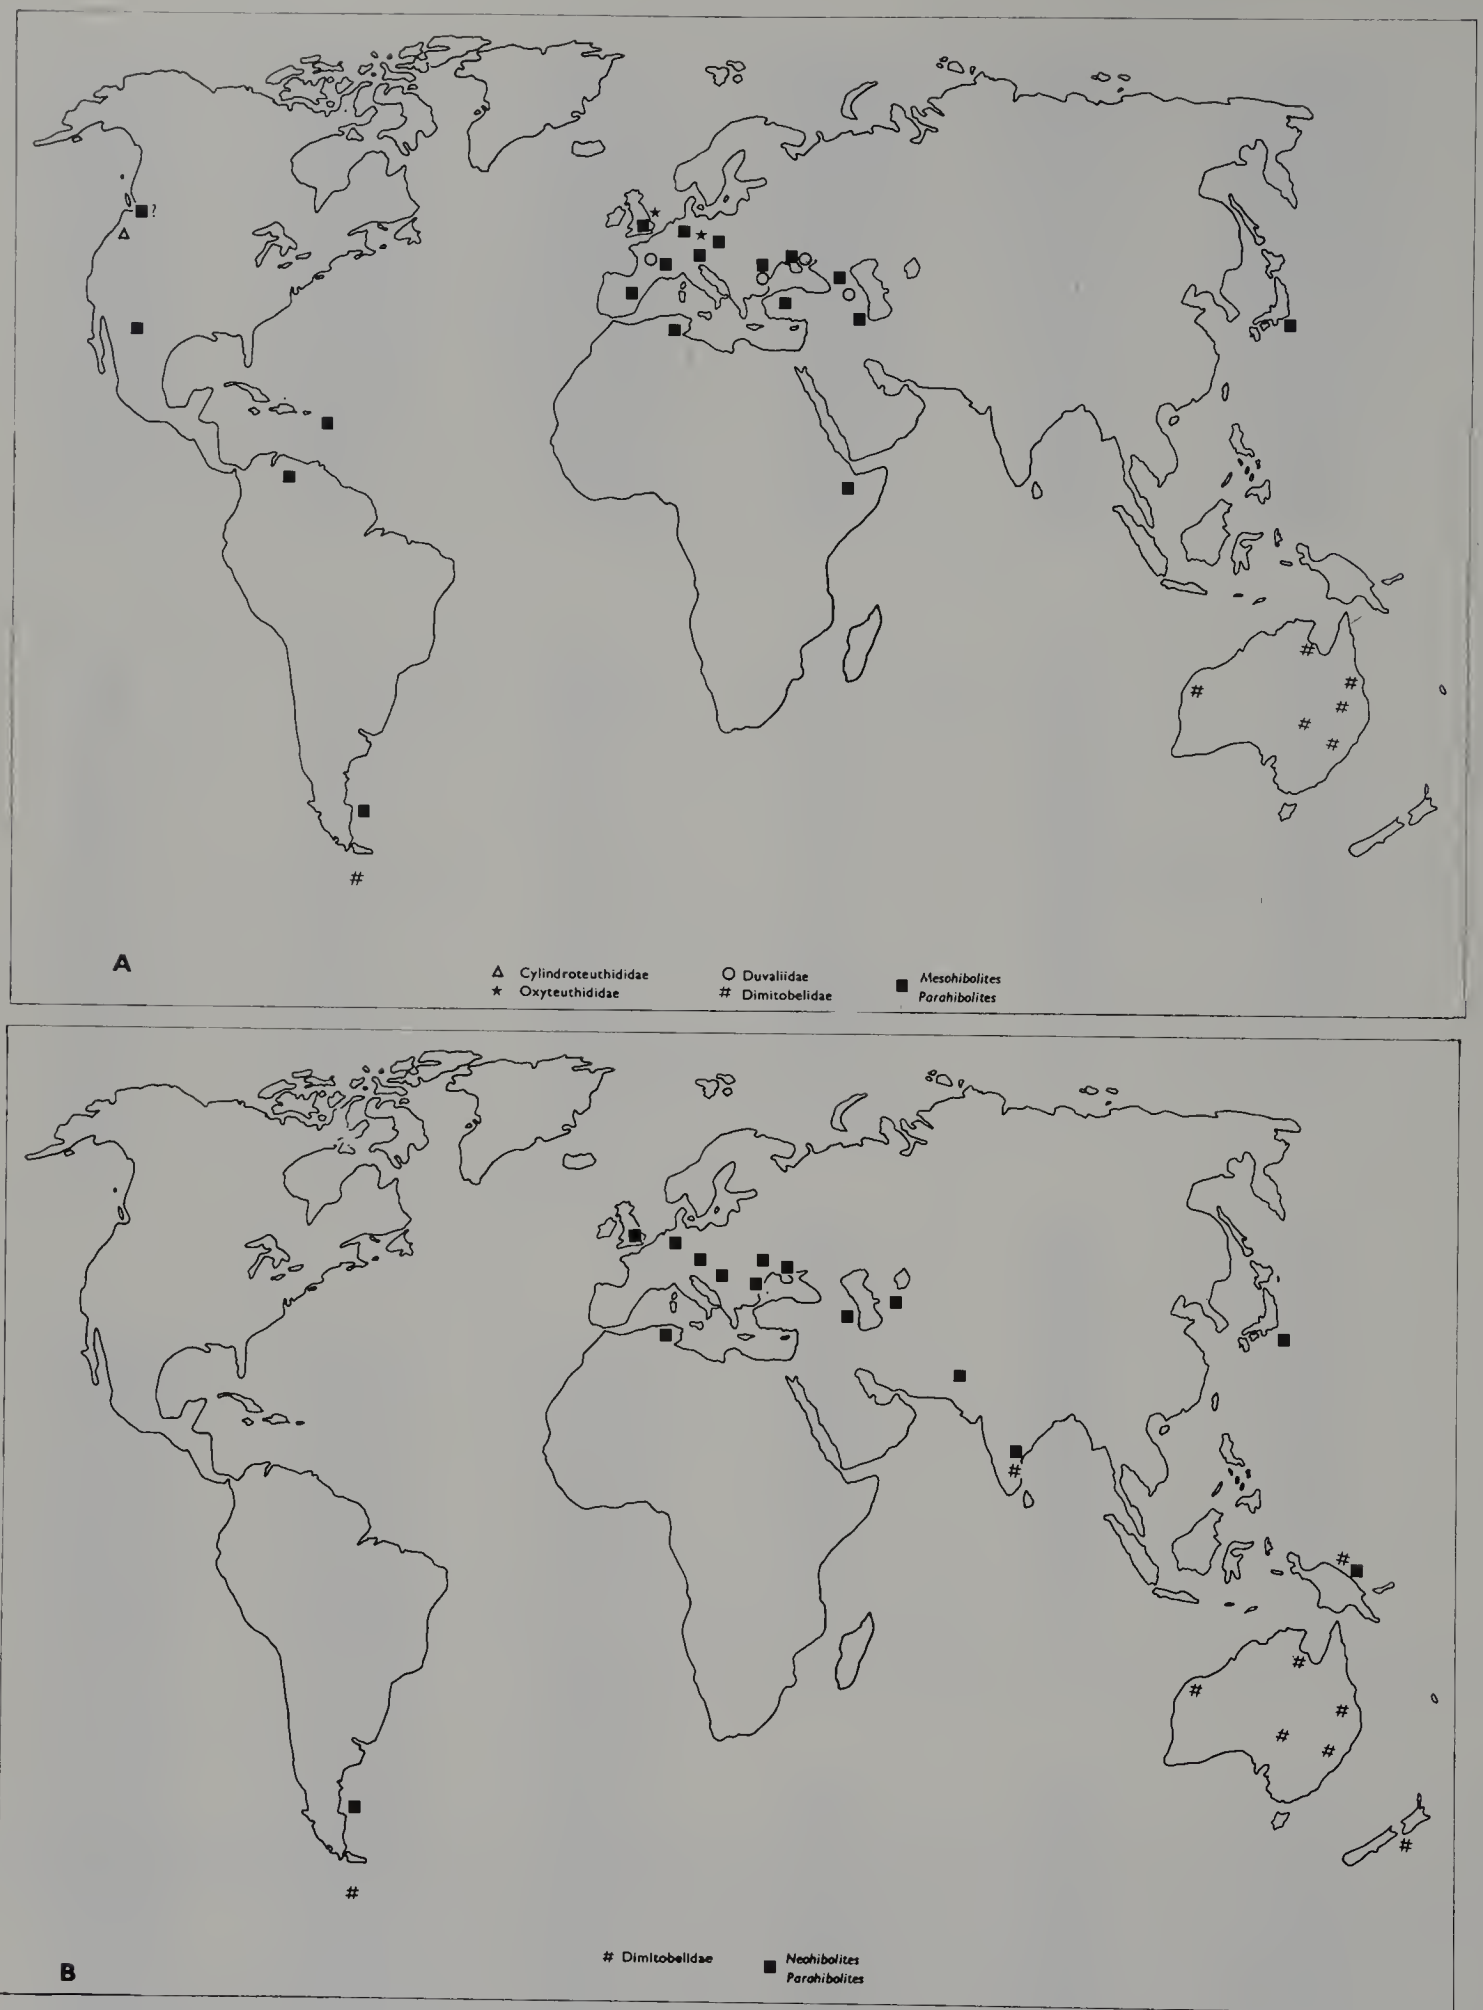 ?
A
△ Cylindroteuthididae
★ Oxyteuthididae
○ Duvaliidae
# Dimitobelidae
■ Mesohibolites
Parahibolites
B
# Dimitobelidae
■ Neohibolites
Parahibolites